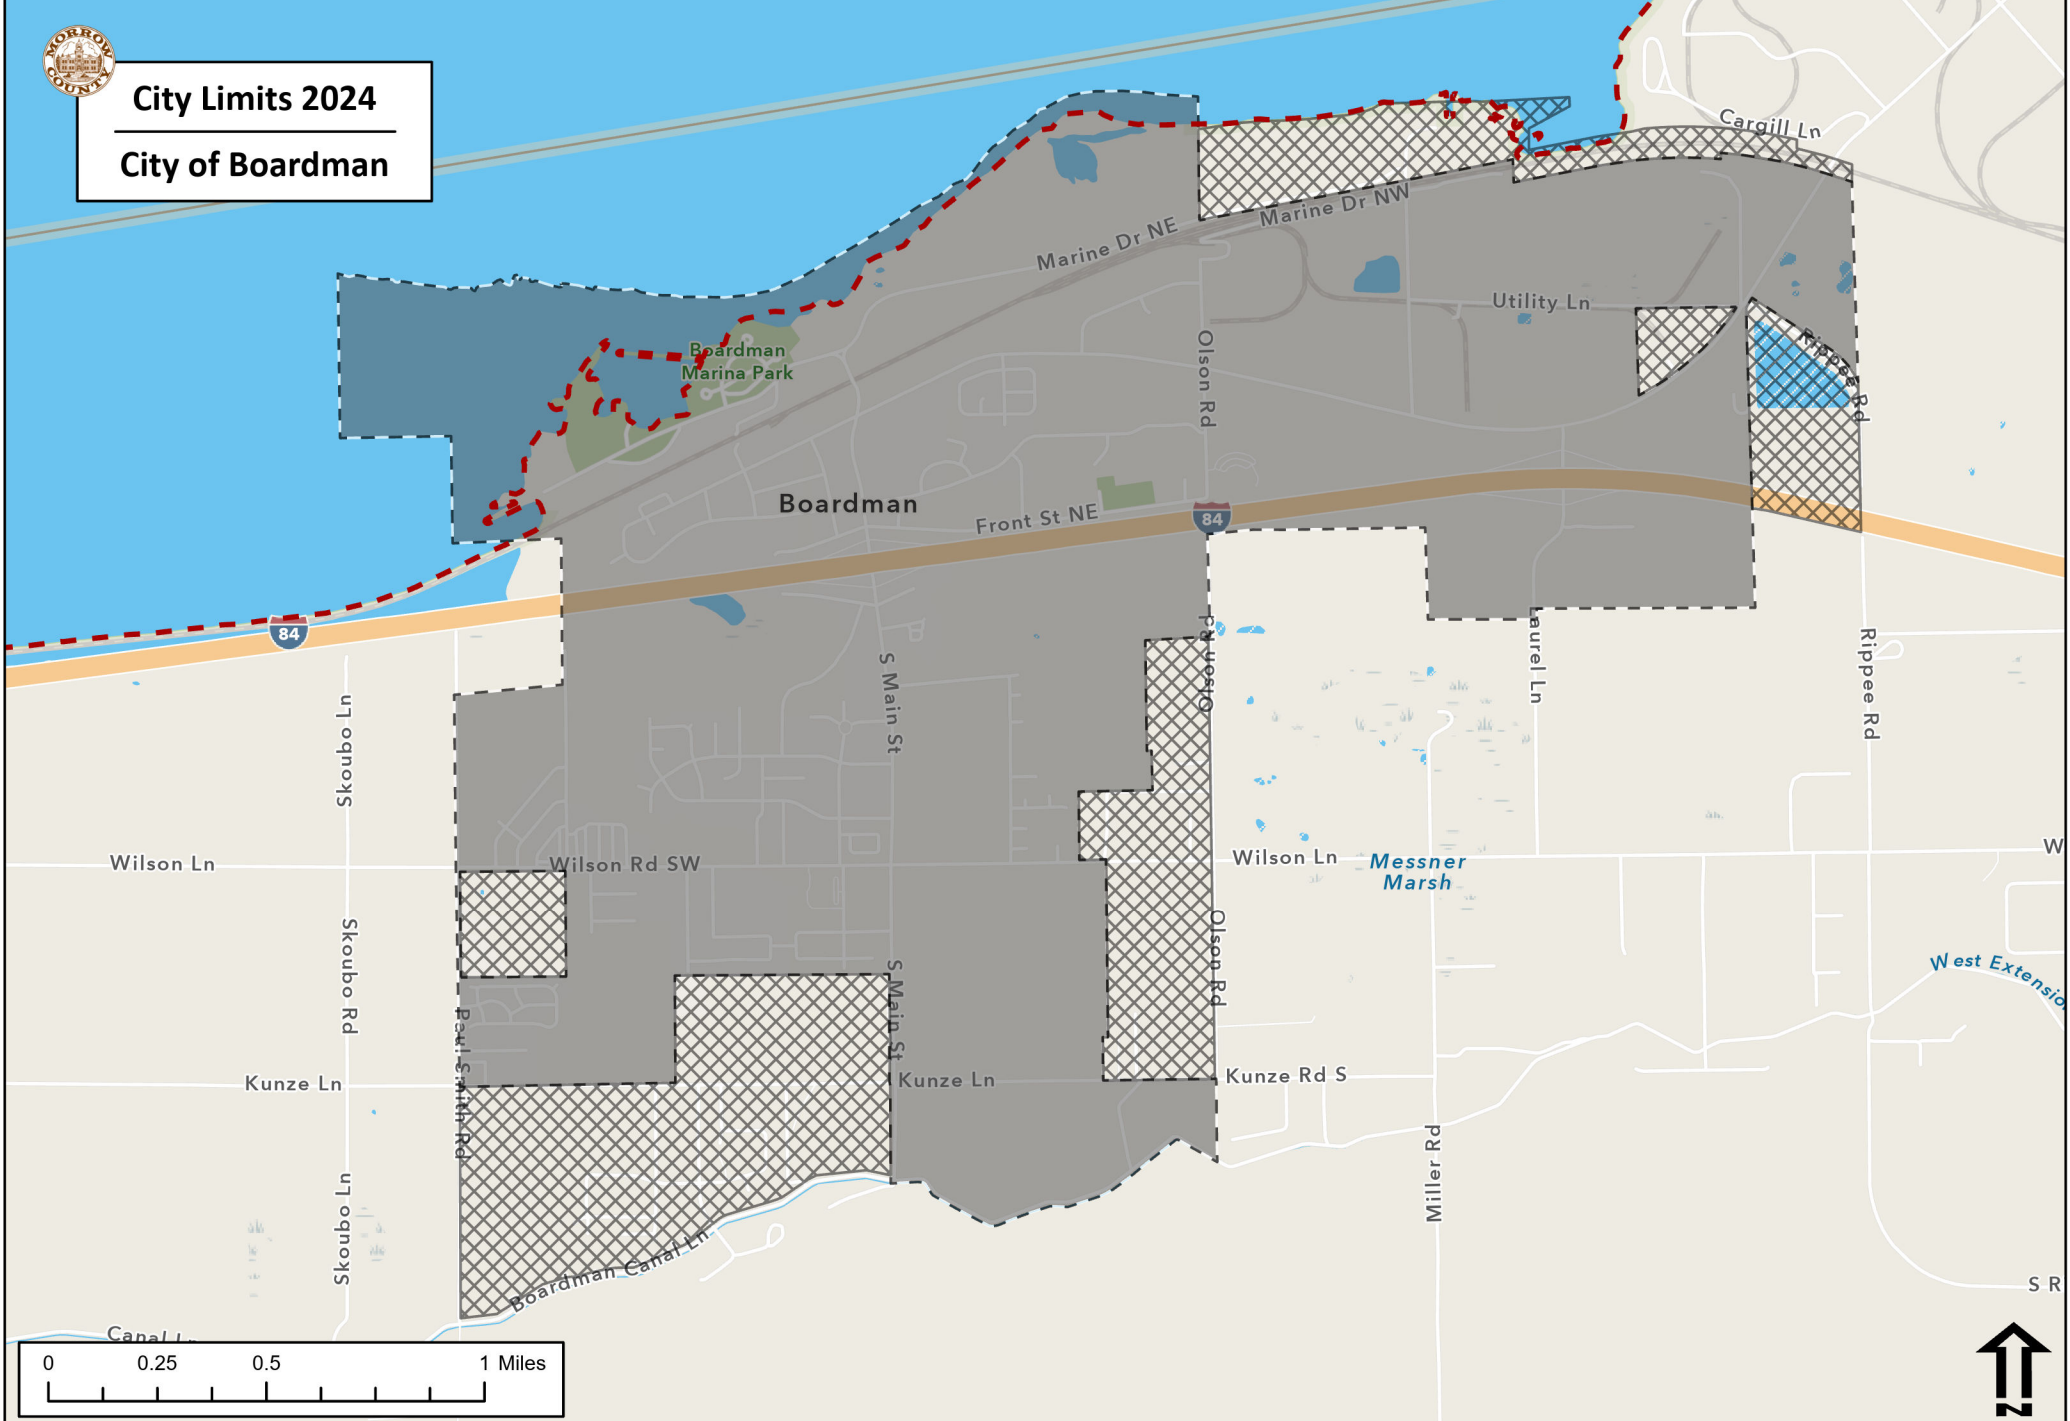 MORROW COUNTY
City Limits 2024
City of Boardman
Cargill Ln
Marine Dr NW
Marine Dr NE
Utility Ln
Boardman
Marina Park
Olson Rd
Rippee Rd
Boardman
Front St NE
84
84
Olson Rd
Laurel Ln
Rippee Rd
S Main St
Skoubo Ln
Wilson Ln
Wilson Rd SW
Wilson Ln
Messner
Marsh
W
Skoubo Rd
Olson Rd
West Extensio
S Main St
Paul Smith Rd
Kunze Ln
Kunze Ln
Kunze Rd S
Miller Rd
Skoubo Ln
Boardman Canal Ln
S R
Canal Ln
0 0.25 0.5 1 Miles
N